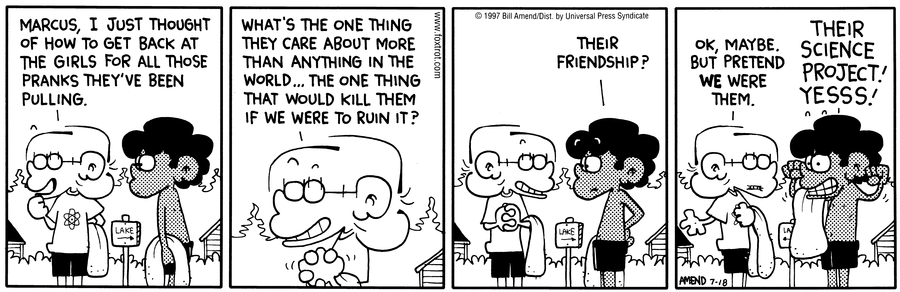 MARCUS, I JUST THOUGHT
OF HOW TO GET BACK AT
THE GIRLS FOR ALL THOSE
PRANKS THEY'VE BEEN
PULLING.
LAKE
WHAT'S THE ONE THING
THEY CARE ABOUT MORE
THAN ANYTHING IN THE
WORLD... THE ONE THING
THAT WOULD KILL THEM
IF WE WERE TO RUIN IT?
www.foxtrot.com
© 1997 Bill Amend/Dist. by Universal Press Syndicate
THEIR
FRIENDSHIP?
LAKE
OK, MAYBE.
BUT PRETEND
WE WERE
THEM.
THEIR
SCIENCE
PROJECT!
YESSS!
LA
AMEND 7-18